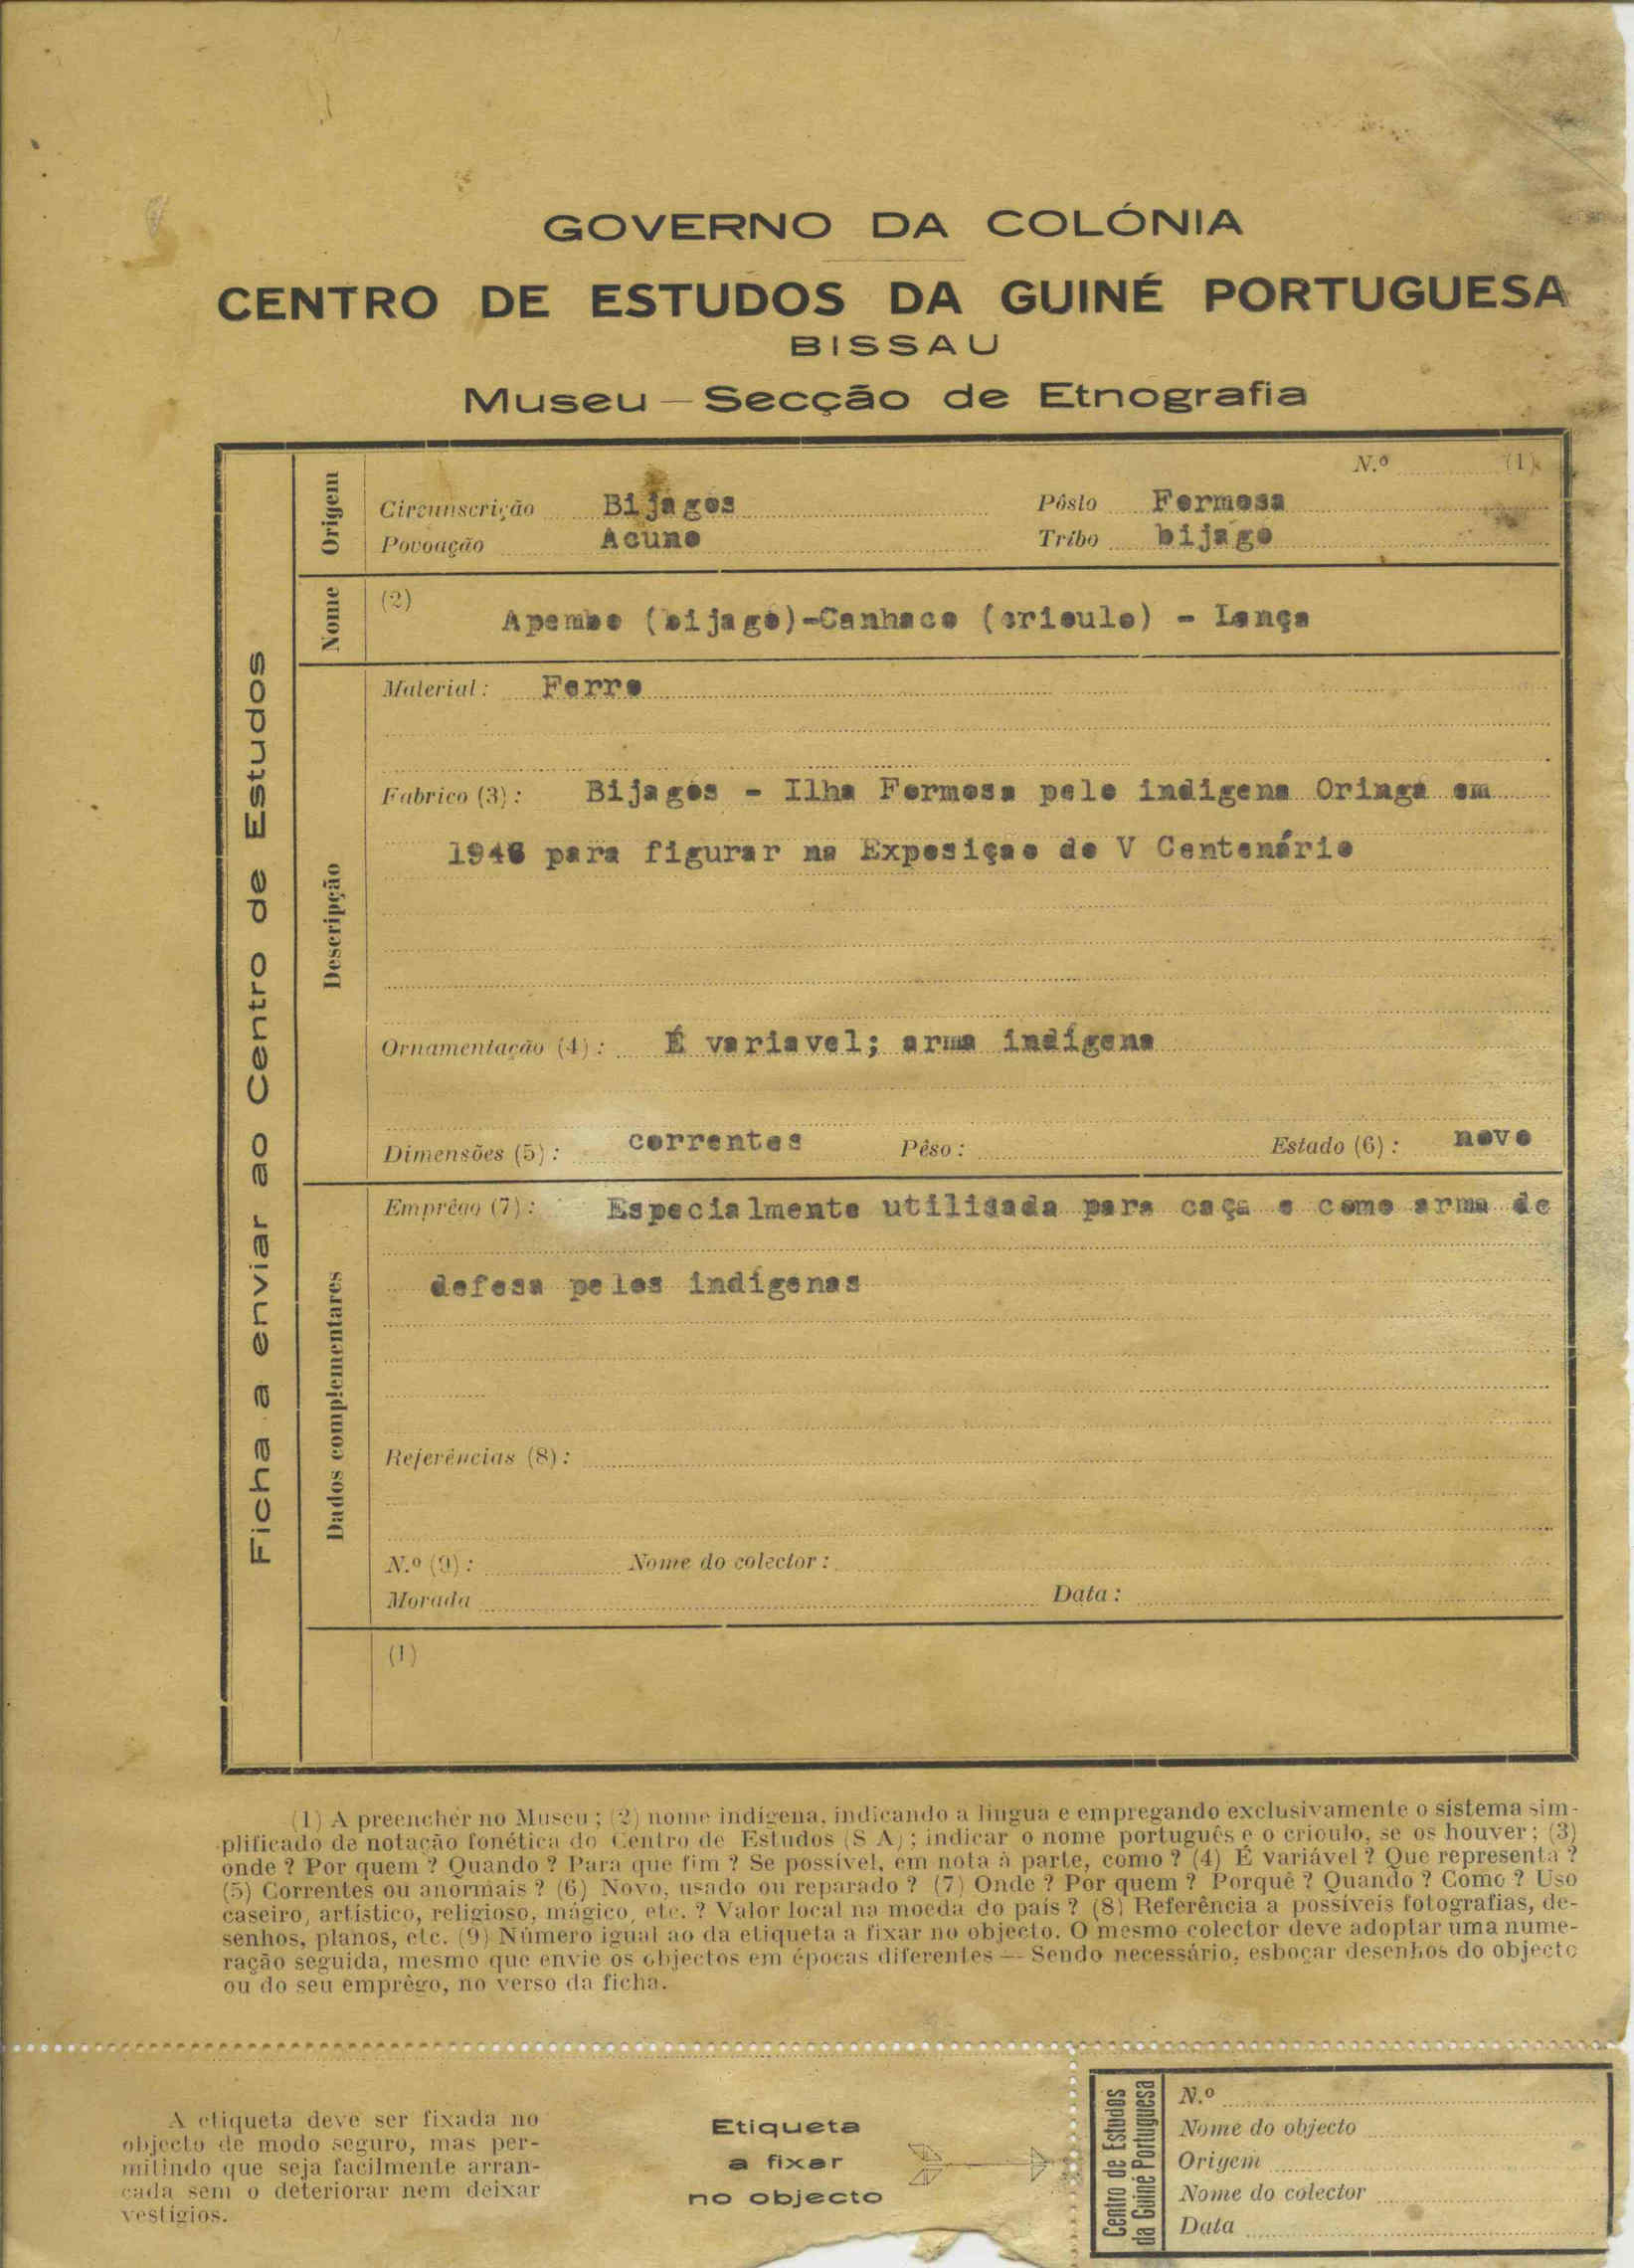 GOVERNO DA COLÓNIA
CENTRO DE ESTUDOS DA GUINÉ PORTUGUESA
BISSAU
Museu — Secção de Etnografia
Ficha a enviar ao Centro de Estudos
Origem
N.º (1)
Circunscrição Bijagos Pôsto Formosa
Povoação Acuno Tribo bijago
Nome
(2) Apembo (bijagó)-Canhaco (crioulo) - Lança
Descripção
Material: Ferro
Fabrico (3): Bijagós - Ilha Formosa pelo indigena Oringá em
1946 para figurar na Exposiçao do V Centenário
Ornamentação (4): É variavel; arma indígena
Dimensões (5): correntes Pêso: Estado (6): novo
Dados complementares
Emprêgo (7): Especialmente utilisada para caça e como arma de
defesa pelos indígenas
Referências (8):
N.º (9): Nome do colector:
Morada Data:
(1)
(1) A preencher no Museu; (2) nome indígena, indicando a lingua e empregando exclusivamente o sistema sim-
plificado de notação fonética do Centro de Estudos (S A); indicar o nome português e o crioulo, se os houver; (3)
onde? Por quem? Quando? Para que fim? Se possível, em nota à parte, como? (4) É variável? Que representa?
(5) Correntes ou anormais? (6) Novo, usado ou reparado? (7) Onde? Por quem? Porquê? Quando? Como? Uso
caseiro, artístico, religioso, mágico, etc.? Valor local na moeda do país? (8) Referência a possíveis fotografias, de-
senhos, planos, etc. (9) Número igual ao da etiqueta a fixar no objecto. O mesmo colector deve adoptar uma nume-
ração seguida, mesmo que envie os objectos em épocas diferentes — Sendo necessário, esboçar desenhos do objecto
ou do seu emprêgo, no verso da ficha.
A etiqueta deve ser fixada no
objecto de modo seguro, mas per-
mitindo que seja facilmente arran-
cada sem o deteriorar nem deixar
vestígios.
Etiqueta
a fixar
no objecto
Centro de Estudos
da Guiné Portuguesa
N.º
Nome do objecto
Origem
Nome do colector
Data